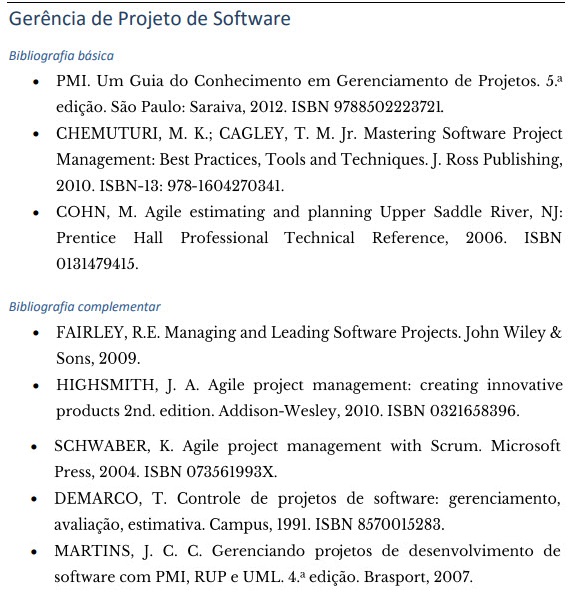 Gerência de Projeto de Software
Bibliografia básica
• PMI. Um Guia do Conhecimento em Gerenciamento de Projetos. 5.ª
edição. São Paulo: Saraiva, 2012. ISBN 9788502223721.
• CHEMUTURI, M. K.; CAGLEY, T. M. Jr. Mastering Software Project
Management: Best Practices, Tools and Techniques. J. Ross Publishing,
2010. ISBN-13: 978-1604270341.
• COHN, M. Agile estimating and planning Upper Saddle River, NJ:
Prentice Hall Professional Technical Reference, 2006. ISBN
0131479415.
Bibliografia complementar
• FAIRLEY, R.E. Managing and Leading Software Projects. John Wiley &
Sons, 2009.
• HIGHSMITH, J. A. Agile project management: creating innovative
products 2nd. edition. Addison-Wesley, 2010. ISBN 0321658396.
• SCHWABER, K. Agile project management with Scrum. Microsoft
Press, 2004. ISBN 073561993X.
• DEMARCO, T. Controle de projetos de software: gerenciamento,
avaliação, estimativa. Campus, 1991. ISBN 8570015283.
• MARTINS, J. C. C. Gerenciando projetos de desenvolvimento de
software com PMI, RUP e UML. 4.ª edição. Brasport, 2007.